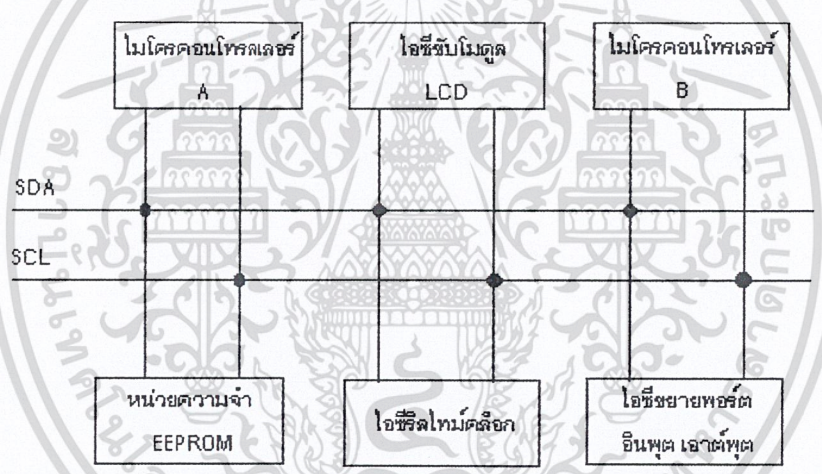 ไมโครคอนโทรลเลอร์
A
ไอซีขับโมดูล
LCD
ไมโครคอนโทรเลอร์
B
SDA
SCL
หน่วยความจำ
EEPROM
ไอซีรีลไทม์คล็อก
ไอซีขยายพอร์ต
อินพุต เอาต์พุต